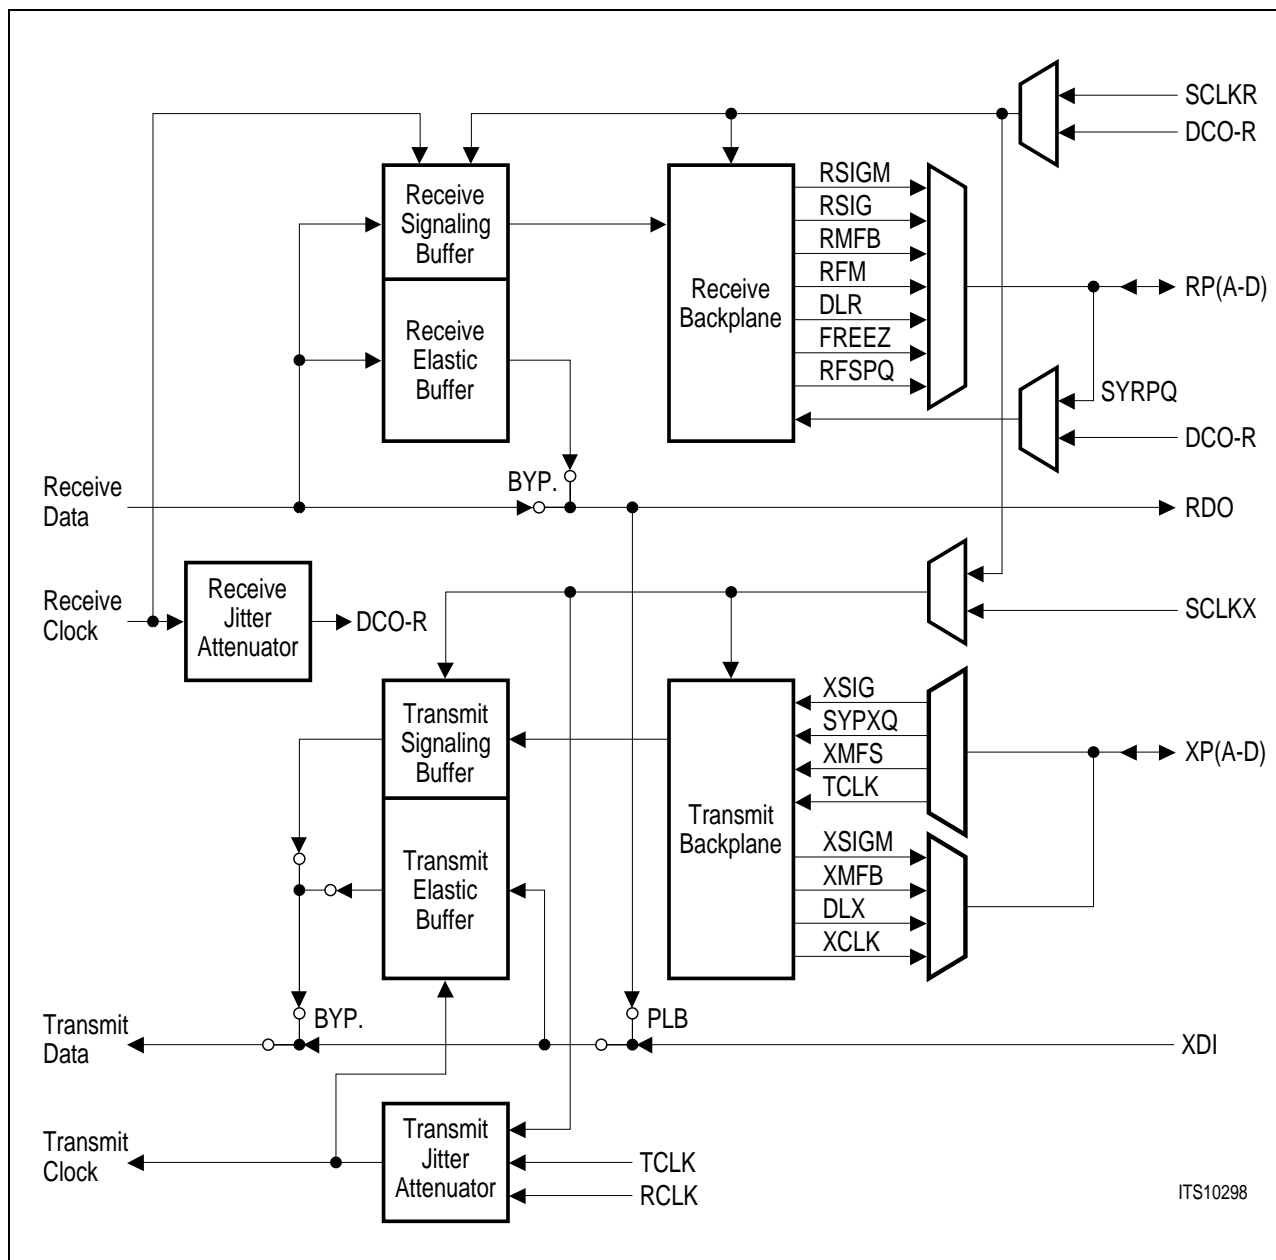 SCLKR
DCO-R
Receive
Signaling
Buffer
Receive
Elastic
Buffer
Receive
Backplane
RSIGM
RSIG
RMFB
RFM
DLR
FREEZ
RFSPQ
RP(A-D)
SYRPQ
DCO-R
BYP.
Receive
Data
RDO
Receive
Clock
Receive
Jitter
Attenuator
DCO-R
SCLKX
Transmit
Signaling
Buffer
Transmit
Elastic
Buffer
Transmit
Backplane
XSIG
SYPXQ
XMFS
TCLK
XSIGM
XMFB
DLX
XCLK
XP(A-D)
BYP.
PLB
Transmit
Data
XDI
Transmit
Clock
Transmit
Jitter
Attenuator
TCLK
RCLK
ITS10298